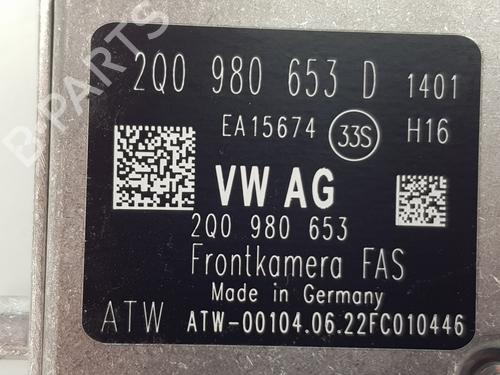 2Q0 980 653 D 1401
EA15674 33S H16
VW AG
2Q0 980 653
Frontkamera FAS
Made in Germany
ATW ATW-00104.06.22FC010446
B-PARTS